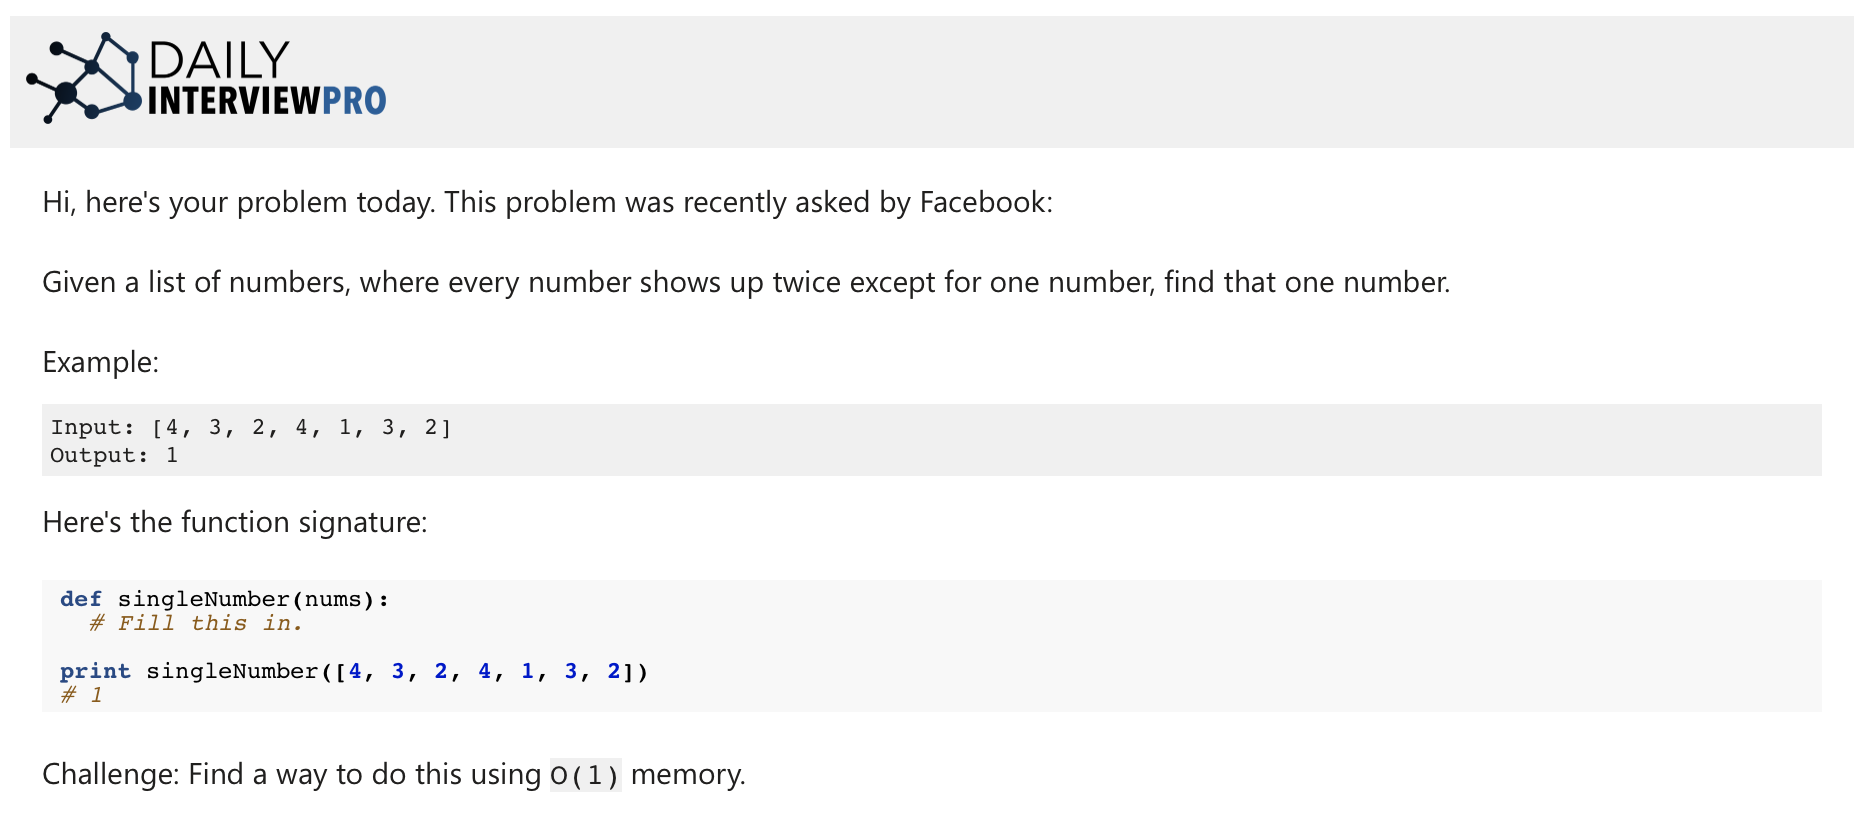 DAILY
INTERVIEWPRO
Hi, here's your problem today. This problem was recently asked by Facebook:
Given a list of numbers, where every number shows up twice except for one number, find that one number.
Example:
Input: [4, 3, 2, 4, 1, 3, 2]
Output: 1
Here's the function signature:
def singleNumber(nums):
  # Fill this in.
print singleNumber([4, 3, 2, 4, 1, 3, 2])
# 1
Challenge: Find a way to do this using O(1) memory.